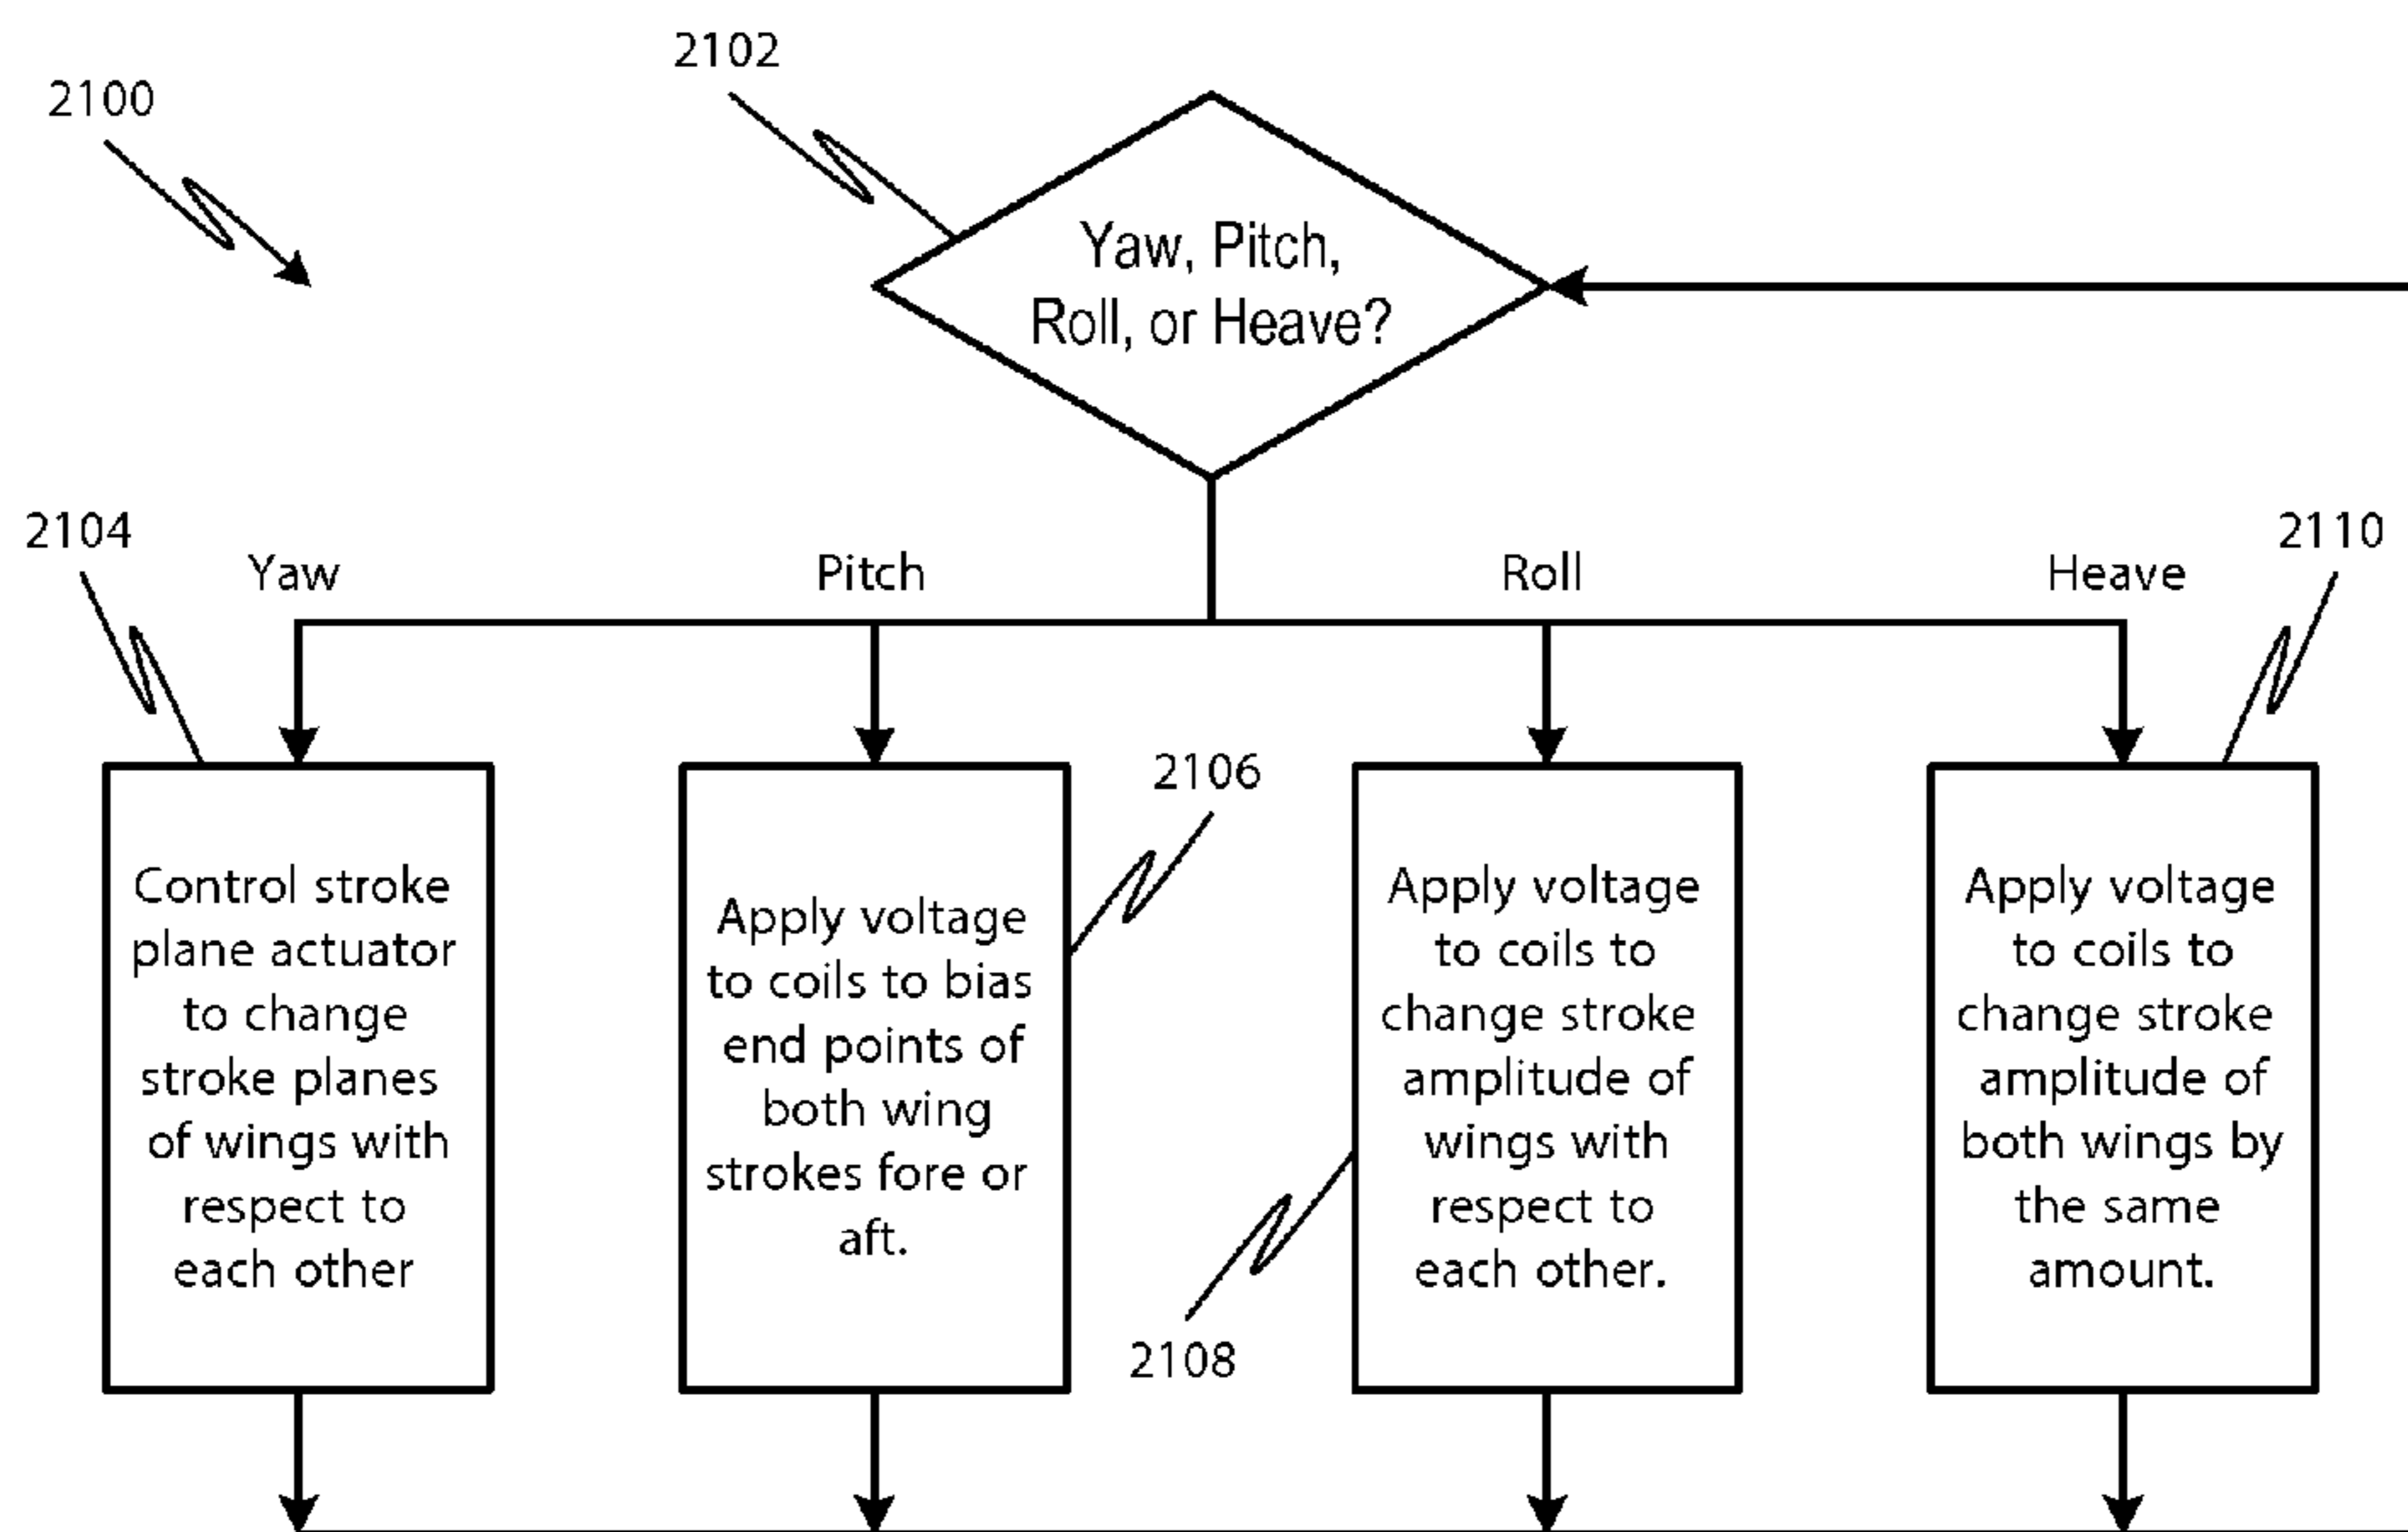 2102
2100
Yaw, Pitch,
Roll, or Heave?
2104
2110
Yaw
Pitch
Roll
Heave
2106
Control stroke
plane actuator
to change
stroke planes
of wings with
respect to
each other
Apply voltage
to coils to bias
end points of
both wing
strokes fore or
aft.
Apply voltage
to coils to
change stroke
amplitude of
wings with
respect to
each other.
Apply voltage
to coils to
change stroke
amplitude of
both wings by
the same
amount.
2108